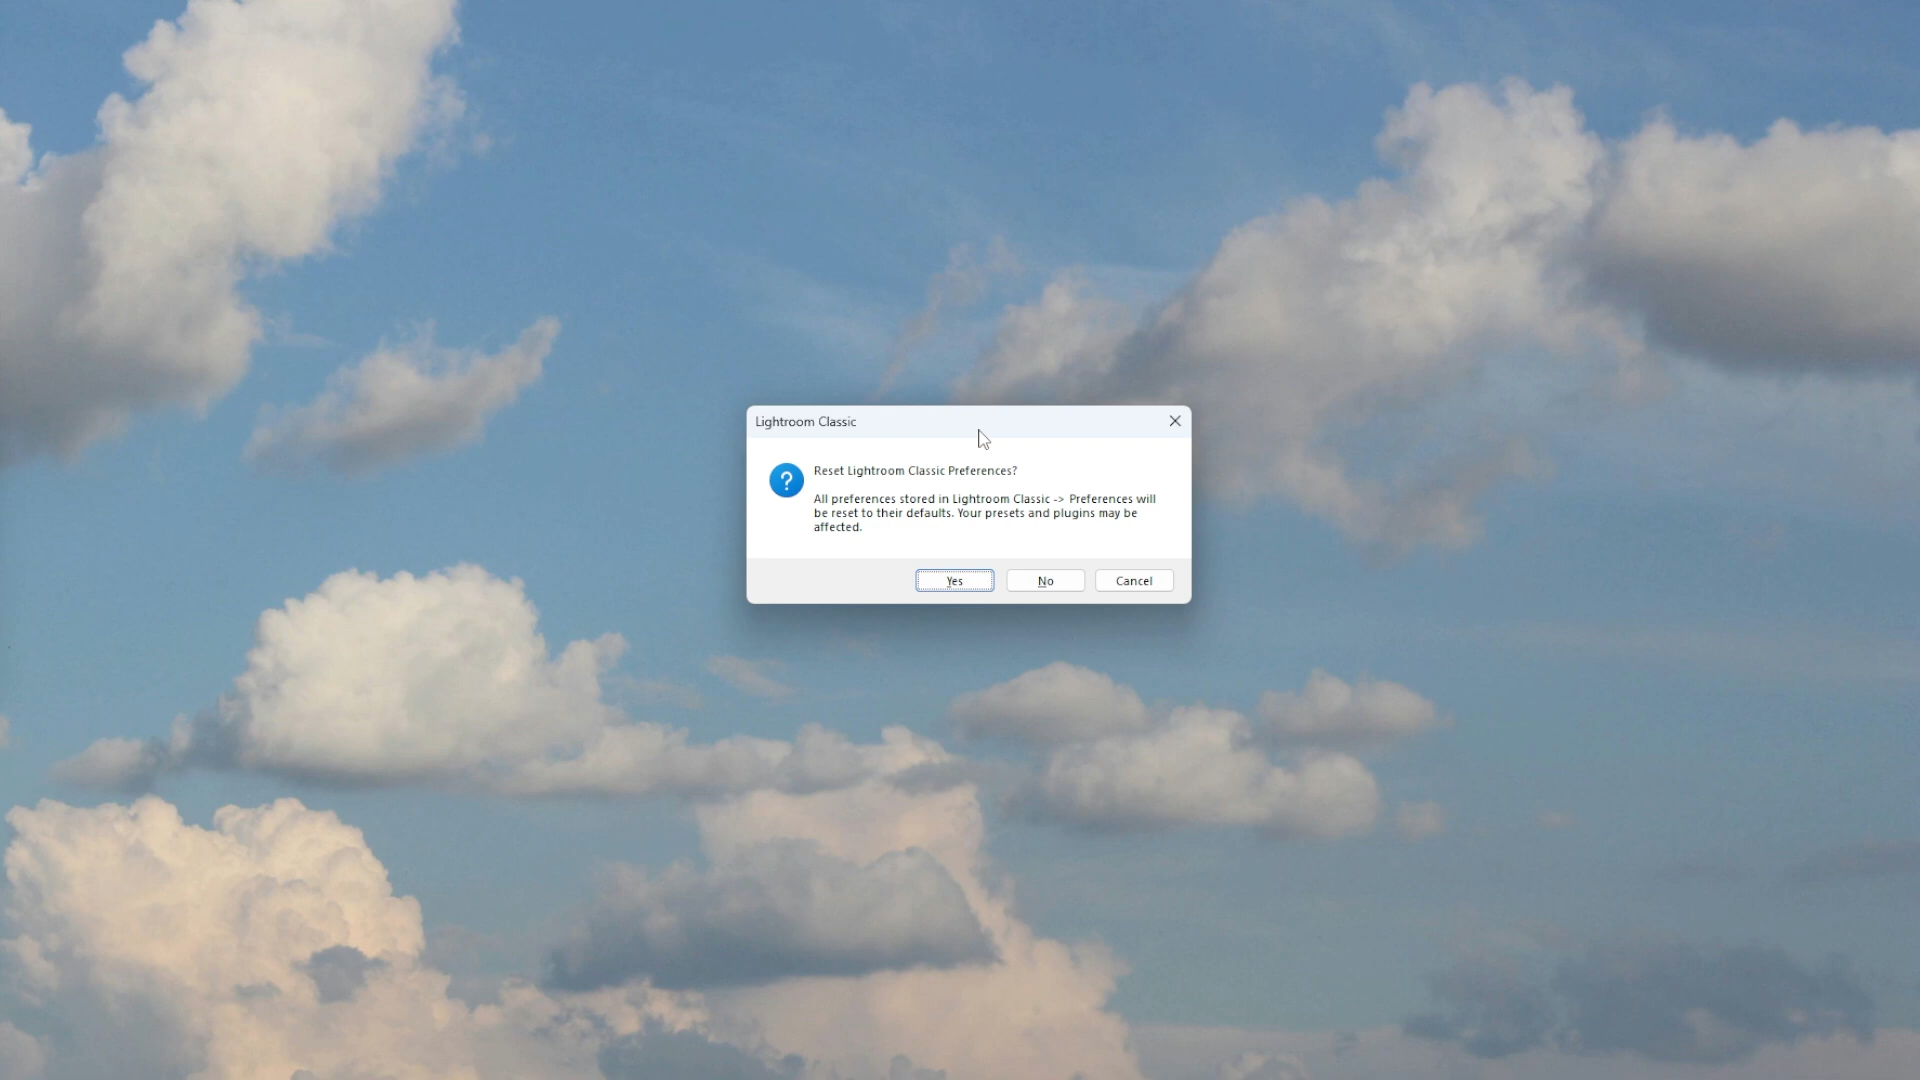 Lightroom Classic
?
Reset Lightroom Classic Preferences?
All preferences stored in Lightroom Classic -> Preferences will
be reset to their defaults. Your presets and plugins may be
affected.
Yes No Cancel